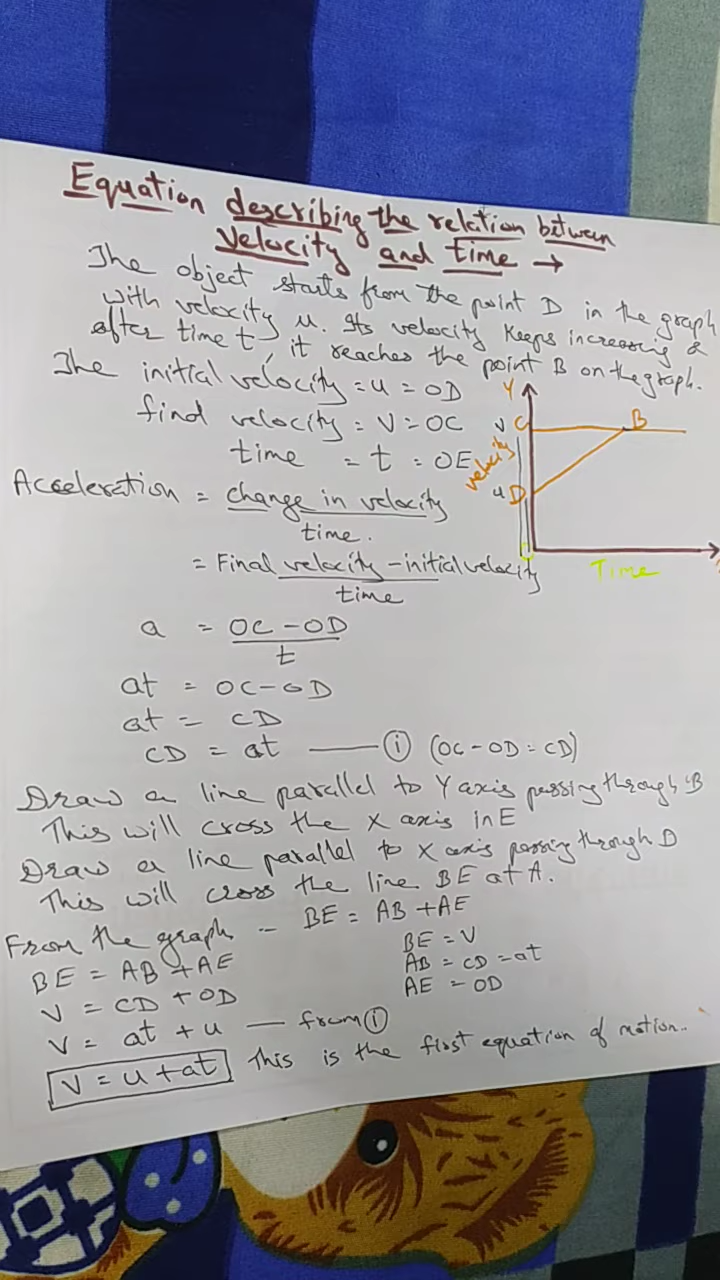 Equation describing the relation between
Velocity and time →
The object starts from the point D in the graph
with velocity u. Its velocity keeps increasing &
after time t, it reaches the point B on the graph.
The initial velocity = u = OD
find velocity = V = OC
time = t = OE
Y
V C B
velocity
u D
O
Time
Acceleration = change in velocity
time.
= Final velocity - initial velocity
time
a = OC - OD
t
at = OC - OD
at = CD
CD = at —— (i) (OC - OD = CD)
Draw a line parallel to Y axis passing through B
This will cross the X axis in E
Draw a line parallel to X axis passing through D
This will cross the line BE at A.
From the graph - BE = AB + AE
BE = AB + AE
BE = V
V = CD + OD
AB = CD = at
AE = OD
V = at + u — from (i)
V = u + at This is the first equation of motion..